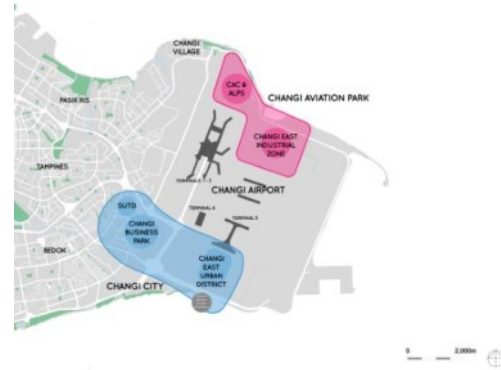 CHANGI
VILLAGE
PASIR RIS
CAC &
ALPS
CHANGI AVIATION PARK
CHANGI EAST
INDUSTRIAL
ZONE
TAMPINES
TERMINALS 1 - 3
CHANGI AIRPORT
SUTD
TERMINAL 4
TERMINAL 5
CHANGI
BUSINESS
PARK
BEDOK
CHANGI
EAST
URBAN
DISTRICT
CHANGI CITY
0 2,000m